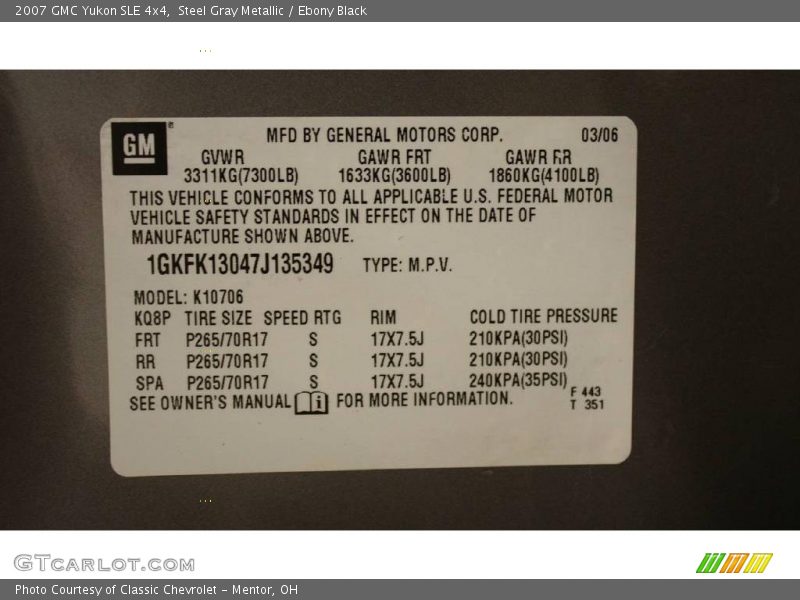 2007 GMC Yukon SLE 4x4, Steel Gray Metallic / Ebony Black
GM®
MFD BY GENERAL MOTORS CORP. 03/06
GVWR GAWR FRT GAWR RR
3311KG(7300LB) 1633KG(3600LB) 1860KG(4100LB)
THIS VEHICLE CONFORMS TO ALL APPLICABLE U.S. FEDERAL MOTOR
VEHICLE SAFETY STANDARDS IN EFFECT ON THE DATE OF
MANUFACTURE SHOWN ABOVE.
1GKFK13047J135349 TYPE: M.P.V.
MODEL: K10706
KQ8P TIRE SIZE SPEED RTG RIM COLD TIRE PRESSURE
FRT P265/70R17 S 17X7.5J 210KPA(30PSI)
RR P265/70R17 S 17X7.5J 210KPA(30PSI)
SPA P265/70R17 S 17X7.5J 240KPA(35PSI)
SEE OWNER'S MANUAL i FOR MORE INFORMATION.
F 443
T 351
GTCARLOT.COM
Photo Courtesy of Classic Chevrolet - Mentor, OH